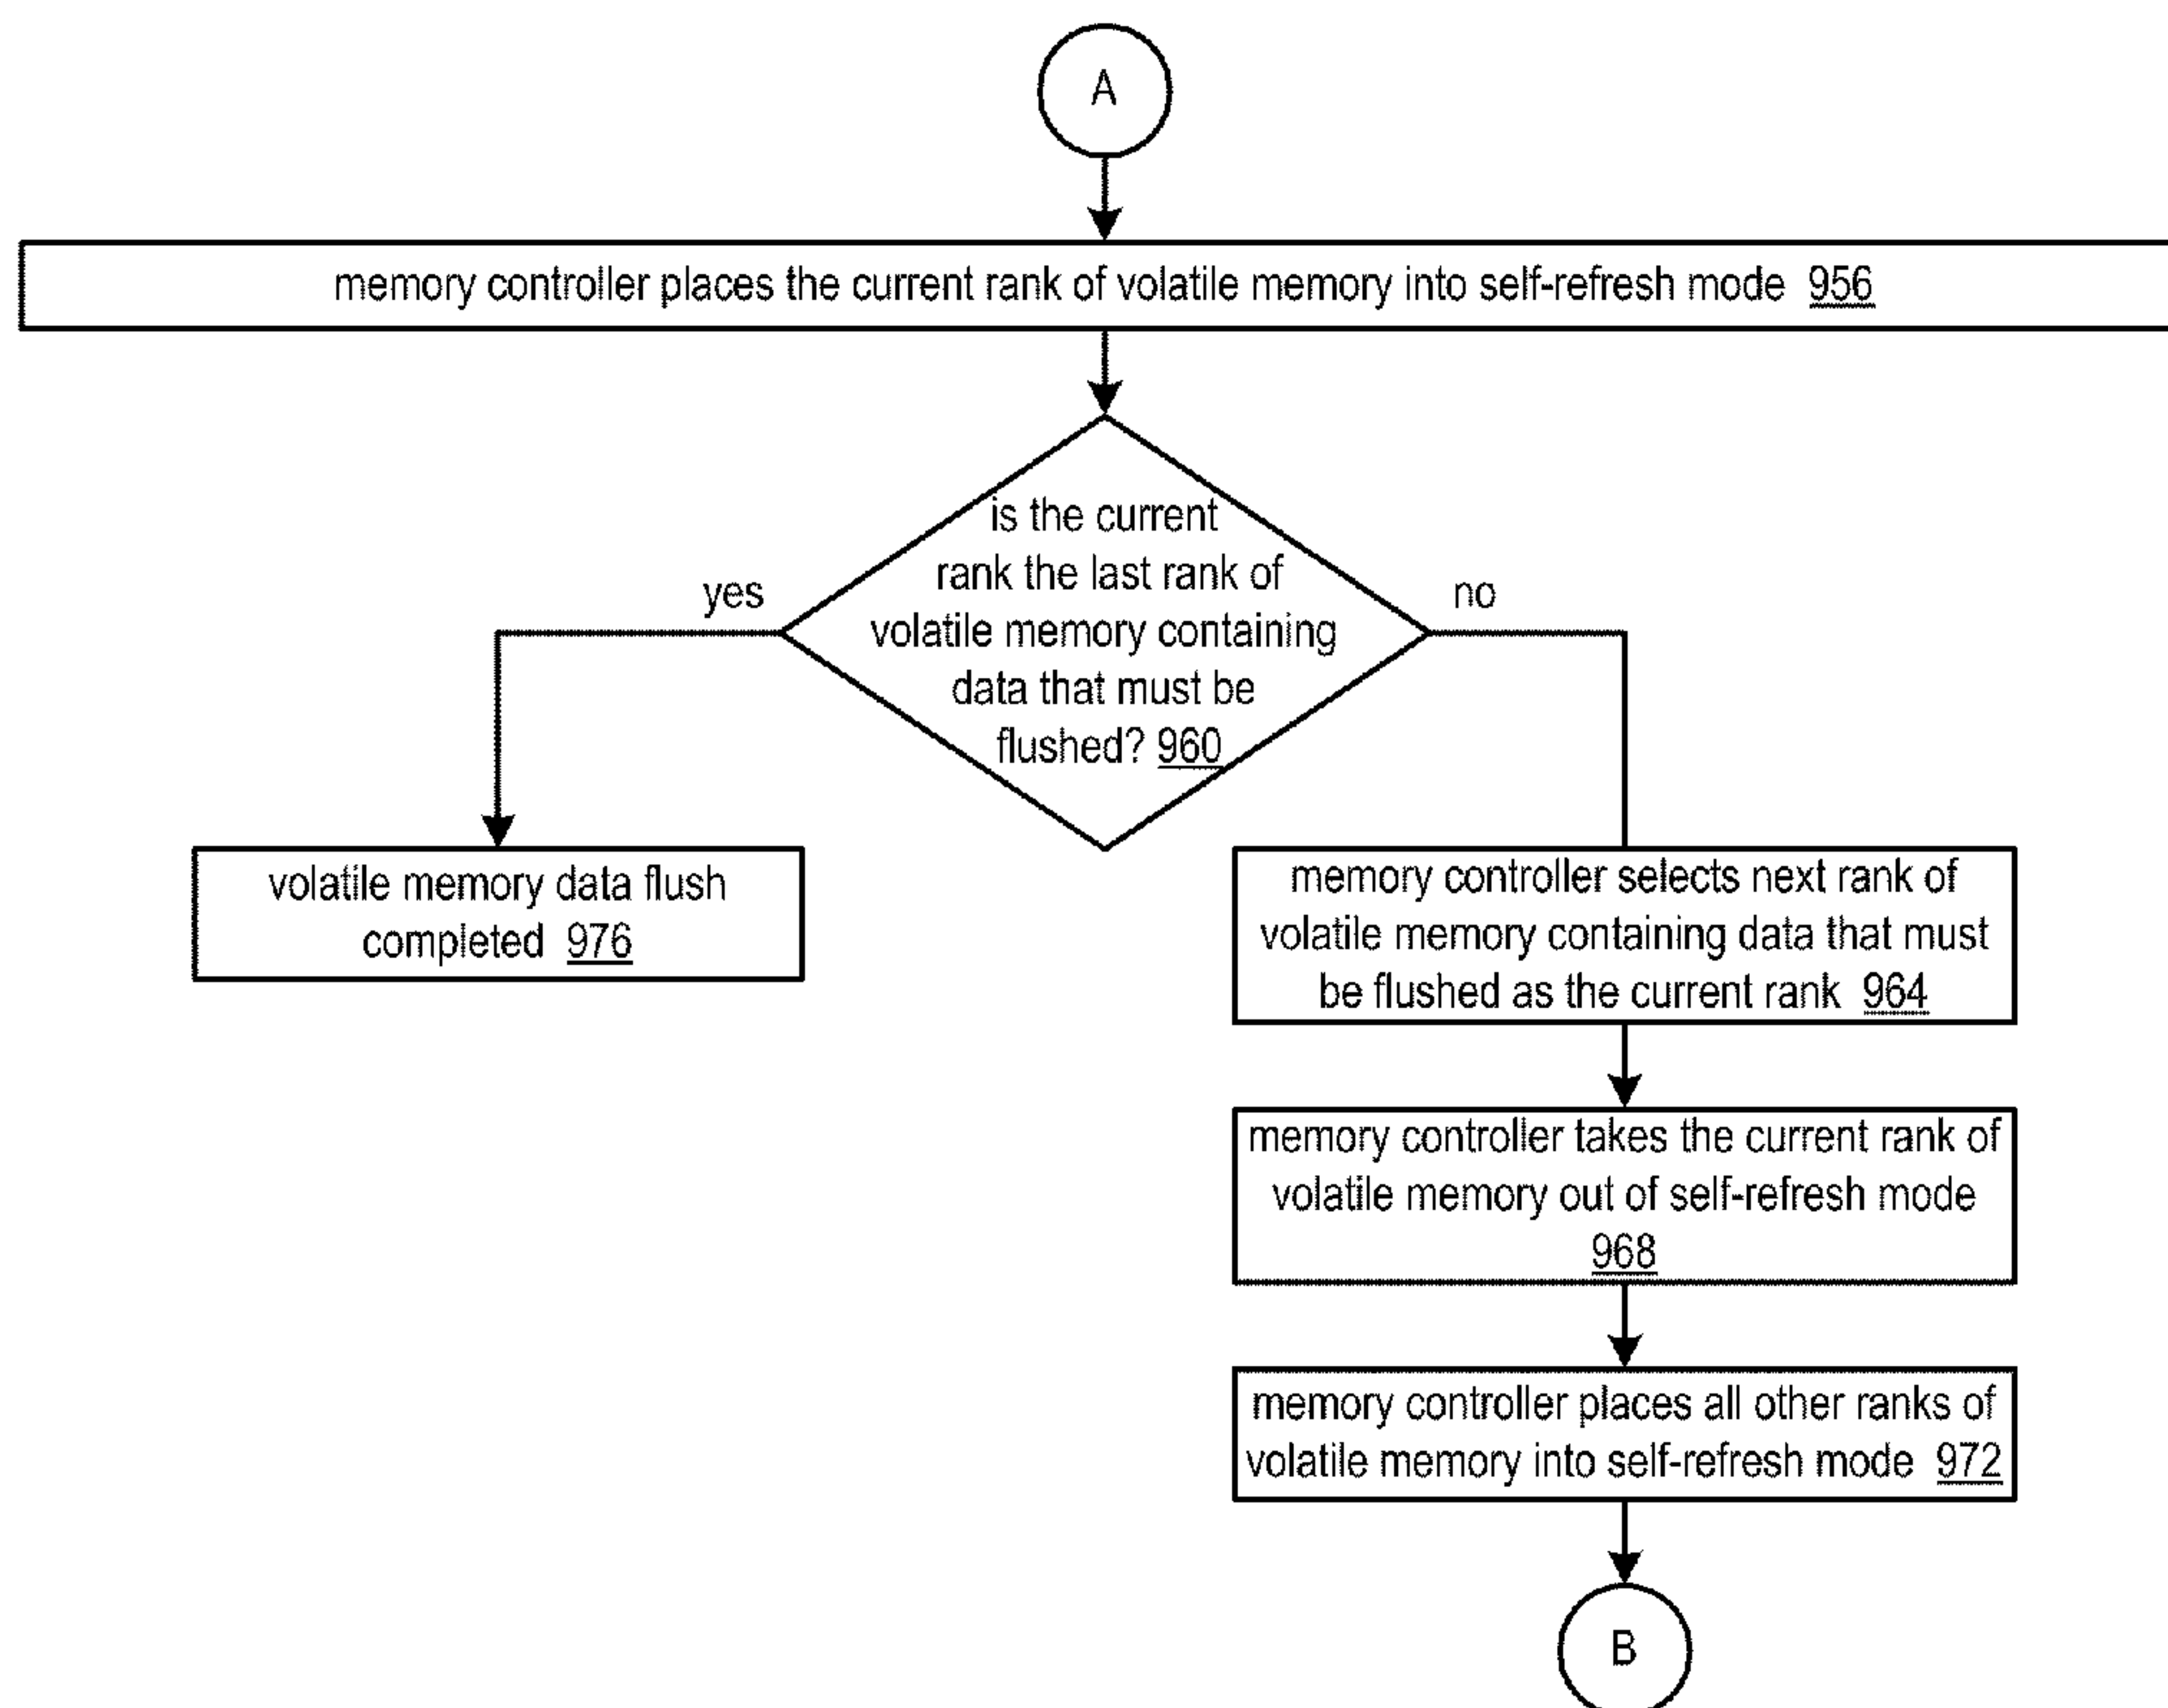 A
memory controller places the current rank of volatile memory into self-refresh mode 956
is the current
rank the last rank of
volatile memory containing
data that must be
flushed? 960
yes
no
volatile memory data flush
completed 976
memory controller selects next rank of
volatile memory containing data that must
be flushed as the current rank 964
memory controller takes the current rank of
volatile memory out of self-refresh mode
968
memory controller places all other ranks of
volatile memory into self-refresh mode 972
B